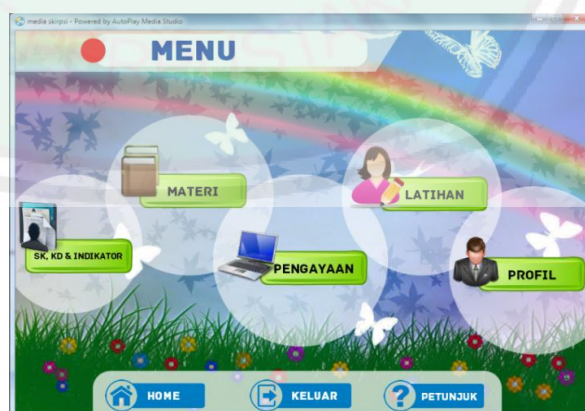 media skripsi - Powered by AutoPlay Media Studio
MENU
MATERI
LATIHAN
SK, KD & INDIKATOR
PENGAYAAN
PROFIL
HOME
KELUAR
PETUNJUK